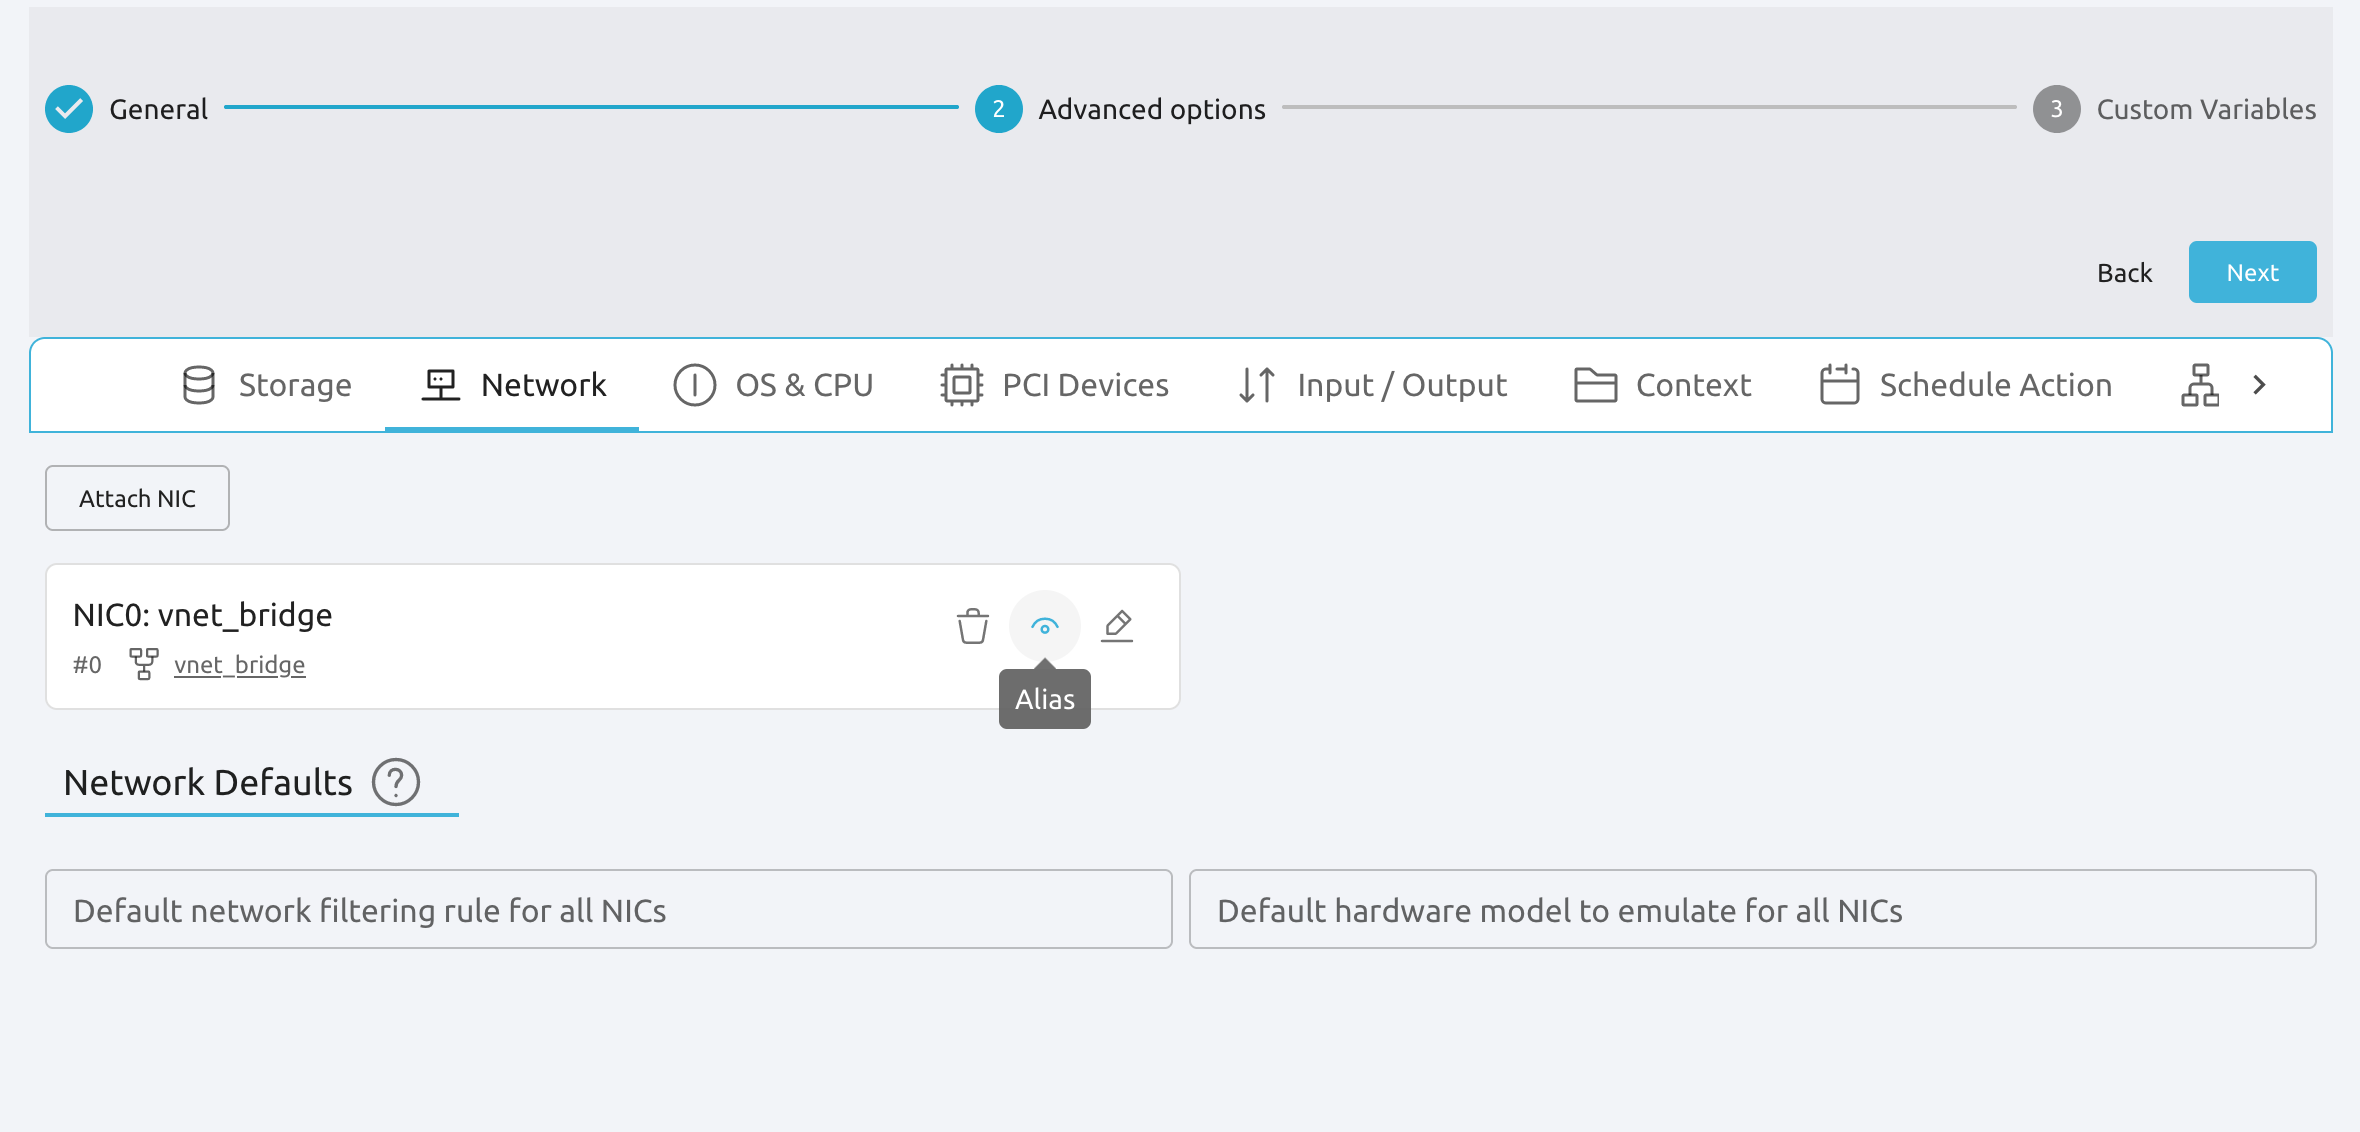 General
2
Advanced options
3
Custom Variables
Back
Next
Storage
Network
OS & CPU
PCI Devices
Input / Output
Context
Schedule Action
Attach NIC
NIC0: vnet_bridge
#0
vnet_bridge
Alias
Network Defaults
?
Default network filtering rule for all NICs
Default hardware model to emulate for all NICs